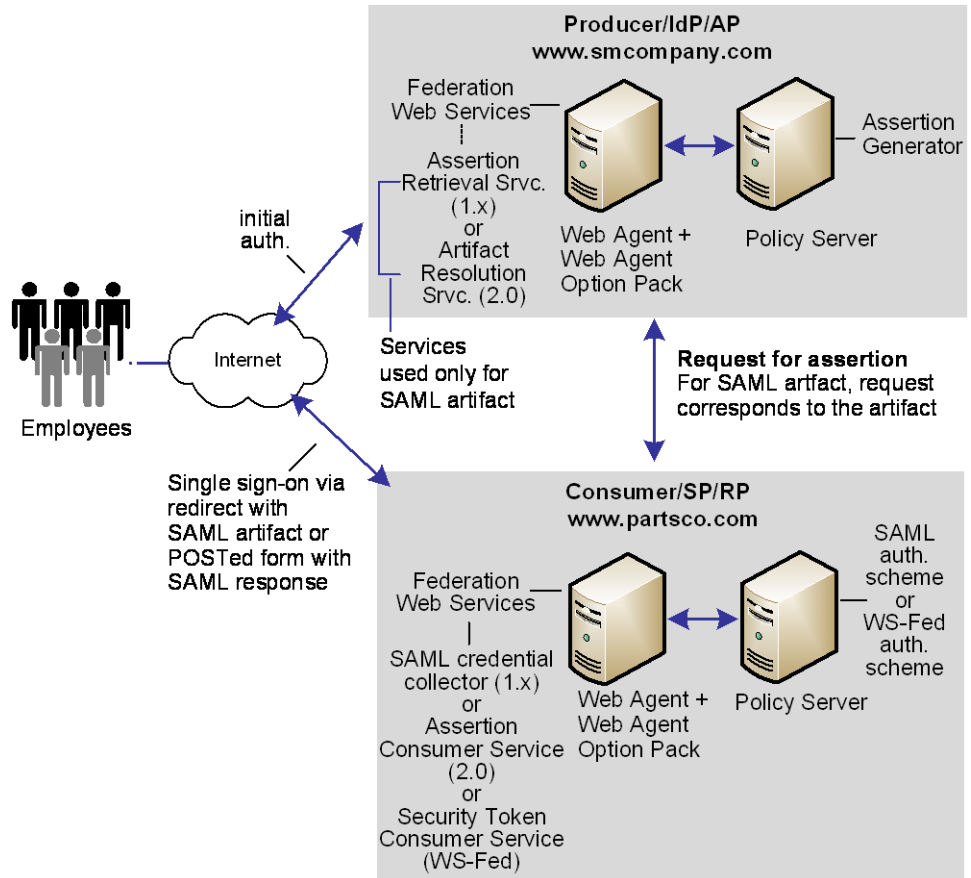 Producer/IdP/AP
www.smcompany.com
Federation
Web Services
Assertion
Retrieval Srvc.
(1.x)
or
Artifact
Resolution
Srvc. (2.0)
Web Agent +
Web Agent
Option Pack
Policy Server
Assertion
Generator
initial
auth.
Internet
Employees
Services
used only for
SAML artifact
Request for assertion
For SAML artfact, request
corresponds to the artifact
Single sign-on via
redirect with
SAML artifact or
POSTed form with
SAML response
Consumer/SP/RP
www.partsco.com
Federation
Web Services
SAML credential
collector (1.x)
or
Assertion
Consumer Service
(2.0)
or
Security Token
Consumer Service
(WS-Fed)
Web Agent +
Web Agent
Option Pack
Policy Server
SAML
auth.
scheme
or
WS-Fed
auth.
scheme